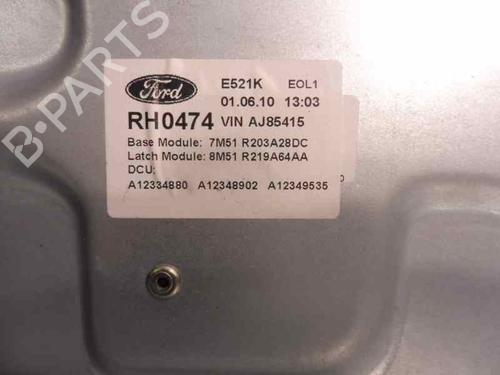 Ford E521K EOL1
01.06.10 13:03
RH0474 VIN AJ85415
Base Module: 7M51 R203A28DC
Latch Module: 8M51 R219A64AA
DCU:
A12334880 A12348902 A12349535
B-PARTS